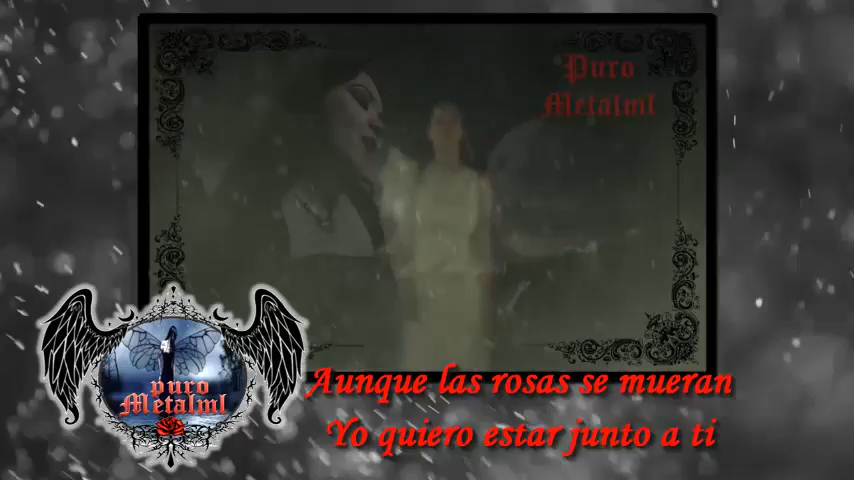 Puro
Metalml
puro
Metalml
Aunque las rosas se mueran
Yo quiero estar junto a ti